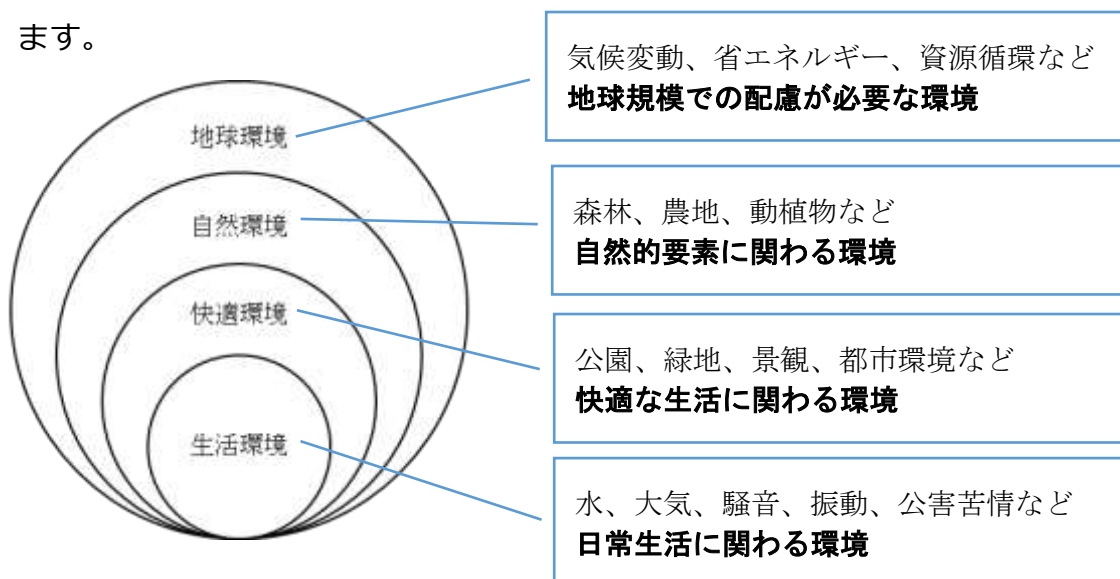 ます。
地球環境
気候変動、省エネルギー、資源循環など
地球規模での配慮が必要な環境
自然環境
森林、農地、動植物など
自然的要素に関わる環境
快適環境
公園、緑地、景観、都市環境など
快適な生活に関わる環境
生活環境
水、大気、騒音、振動、公害苦情など
日常生活に関わる環境